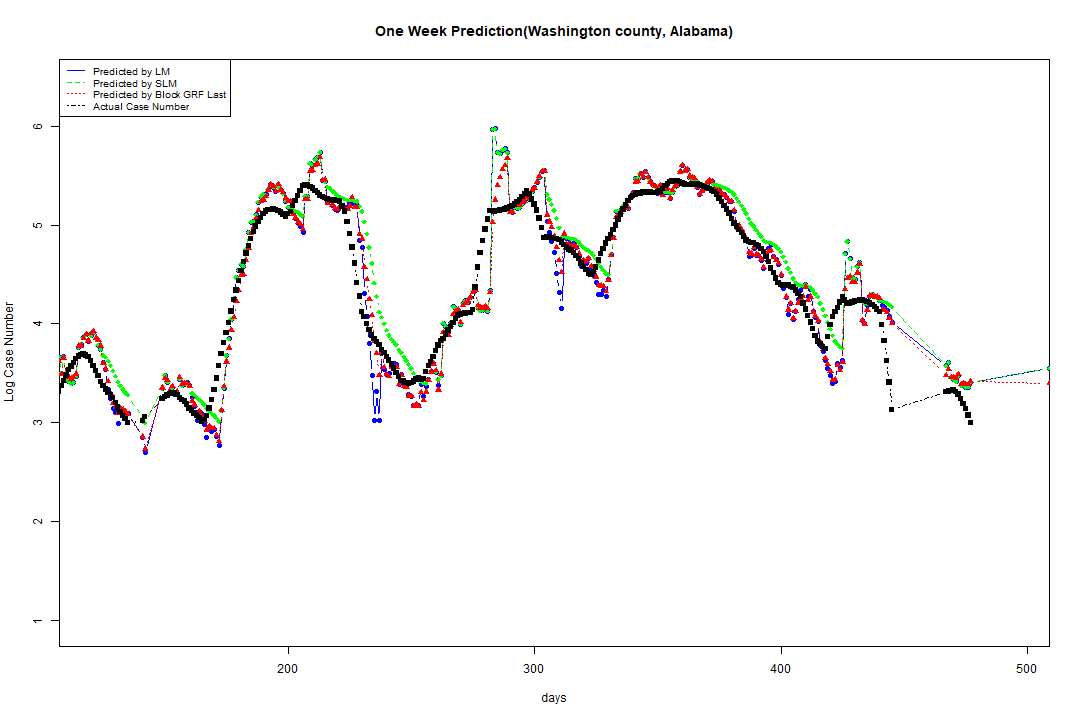 One Week Prediction(Washington county, Alabama)
Predicted by LM
Predicted by SLM
Predicted by Block GRF Last
Actual Case Number
Log Case Number
6
5
4
3
2
1
200 300 400 500
days